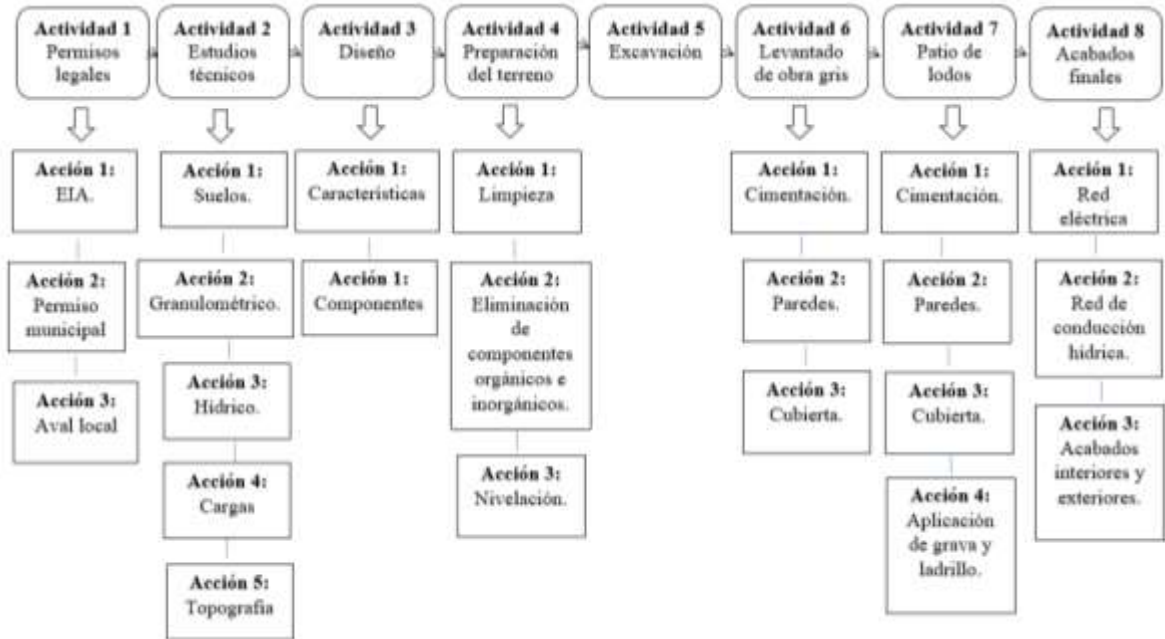 Actividad 1
Permisos
legales
Actividad 2
Estudios
técnicos
Actividad 3
Diseño
Actividad 4
Preparación
del terreno
Actividad 5
Excavación
Actividad 6
Levantado
de obra gris
Actividad 7
Patio de
lodos
Actividad 8
Acabados
finales
Acción 1:
EIA.
Acción 2:
Permiso
municipal
Acción 3:
Aval local
Acción 1:
Suelos.
Acción 2:
Granulométrico.
Acción 3:
Hídrico.
Acción 4:
Cargas
Acción 5:
Topografía
Acción 1:
Características
Acción 1:
Componentes
Acción 1:
Limpieza
Acción 2:
Eliminación
de
componentes
orgánicos e
inorgánicos.
Acción 3:
Nivelación.
Acción 1:
Cimentación.
Acción 2:
Paredes.
Acción 3:
Cubierta.
Acción 1:
Cimentación.
Acción 2:
Paredes.
Acción 3:
Cubierta.
Acción 4:
Aplicación
de grava y
ladrillo.
Acción 1:
Red
eléctrica
Acción 2:
Red de
conducción
hídrica.
Acción 3:
Acabados
interiores y
exteriores.